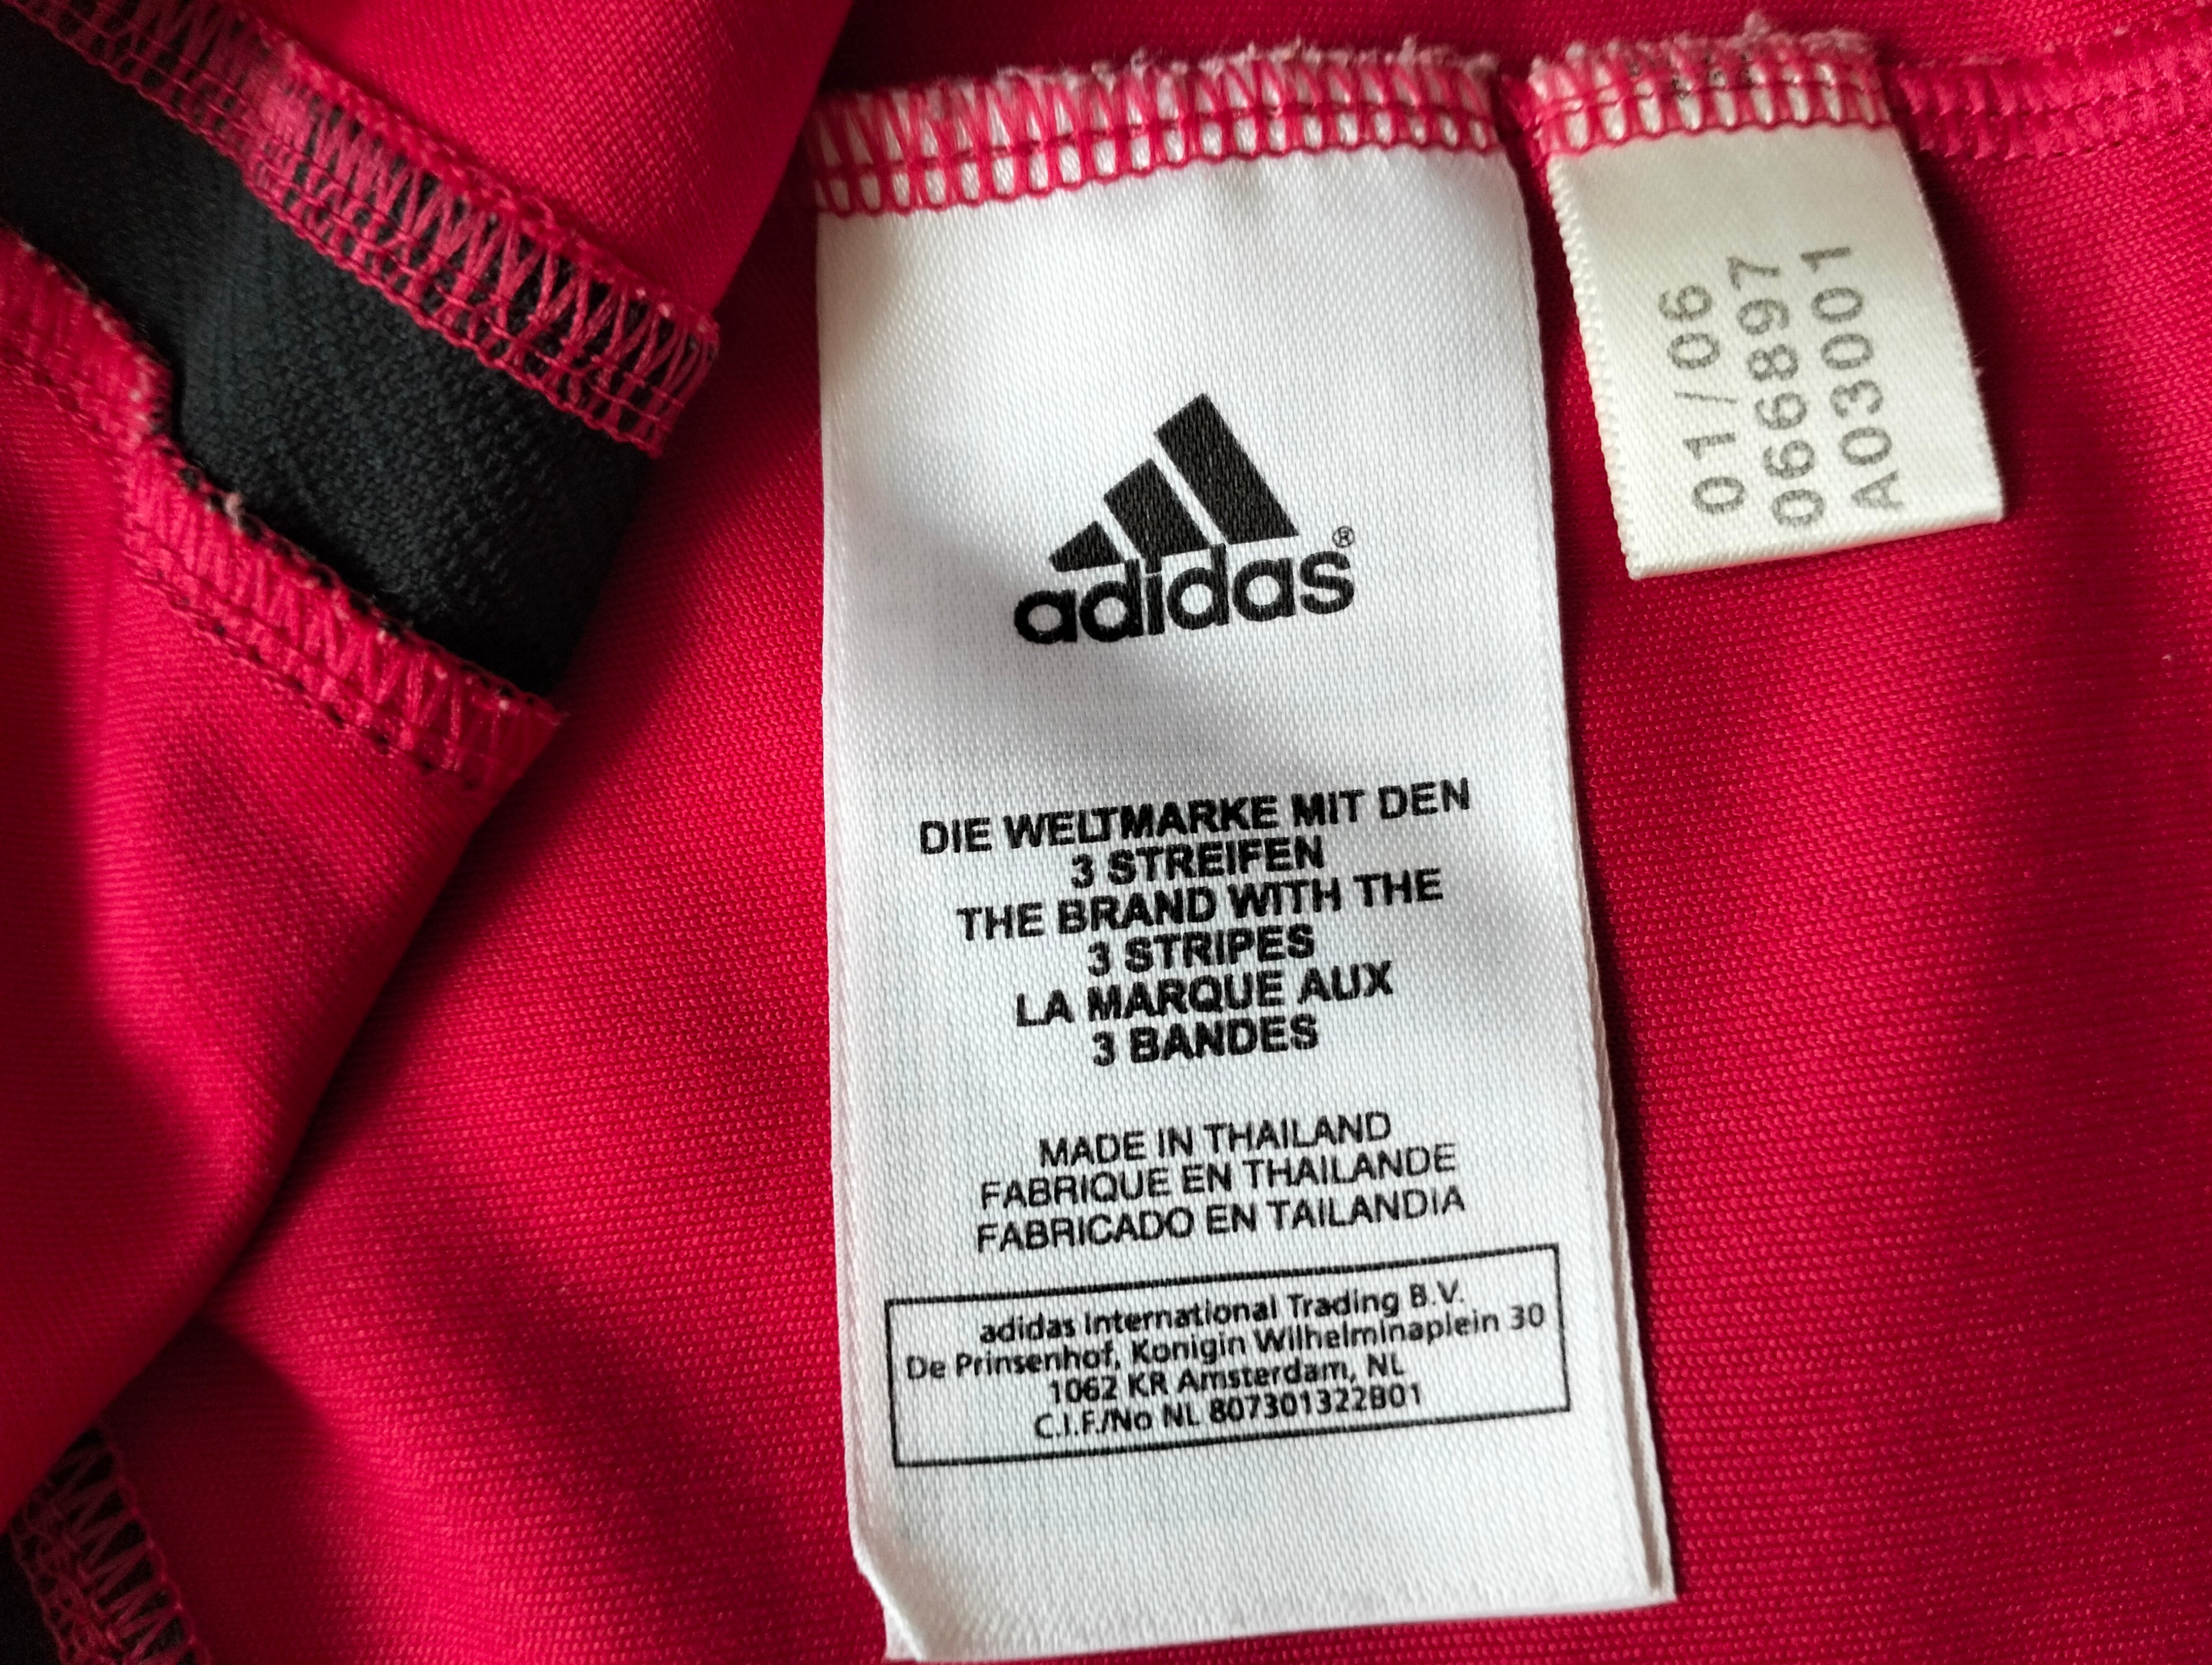 adidas®
DIE WELTMARKE MIT DEN
3 STREIFEN
THE BRAND WITH THE
3 STRIPES
LA MARQUE AUX
3 BANDES
MADE IN THAILAND
FABRIQUE EN THAILANDE
FABRICADO EN TAILANDIA
adidas International Trading B.V.
De Prinsenhof, Konigin Wilhelminaplein 30
1062 KR Amsterdam, NL
C.I.F./No NL 807301322B01
01/06
066897
A03001